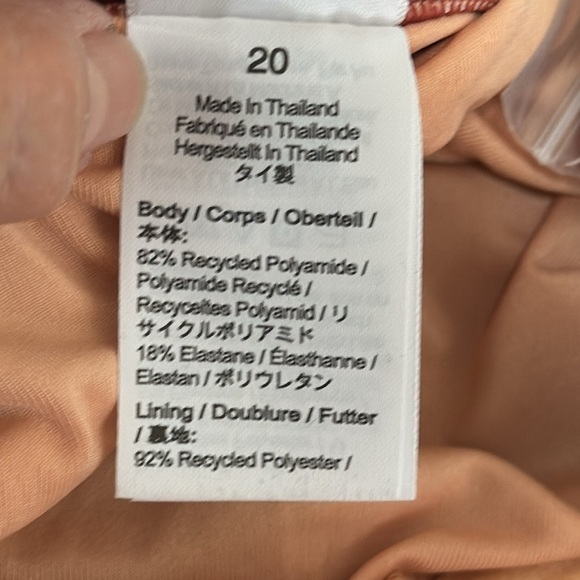 20
Made In Thailand
Fabriqué en Thaïlande
Hergestellt In Thailand
タイ製
Body / Corps / Oberteil /
本体:
82% Recycled Polyamide /
Polyamide Recyclé /
Recyceltes Polyamid / リ
サイクルポリアミド
18% Elastane / Élasthanne /
Elastan / ポリウレタン
Lining / Doublure / Futter
/ 裏地:
92% Recycled Polyester /